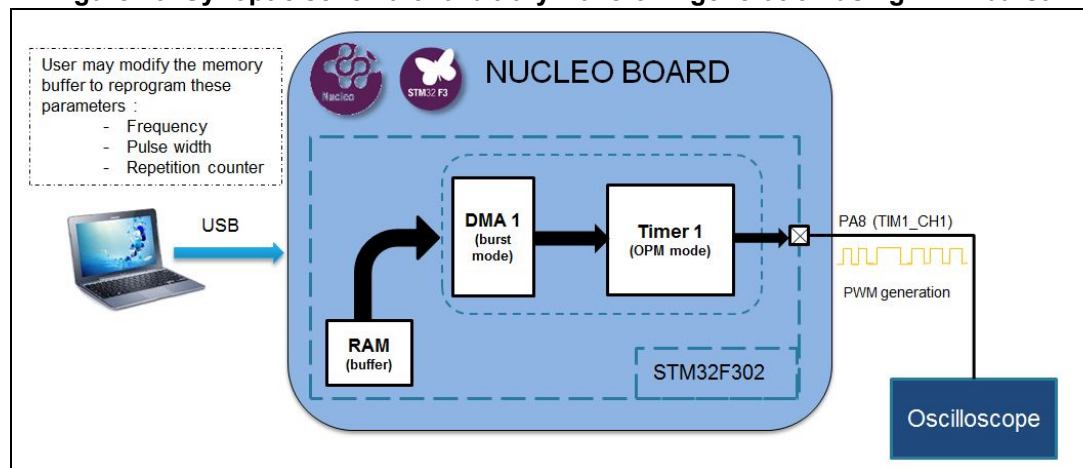 User may modify the memory
buffer to reprogram these
parameters :
- Frequency
- Pulse width
- Repetition counter
USB
Nucleo
STM32 F3
NUCLEO BOARD
DMA 1
(burst
mode)
Timer 1
(OPM mode)
RAM
(buffer)
STM32F302
PA8 (TIM1_CH1)
PWM generation
Oscilloscope